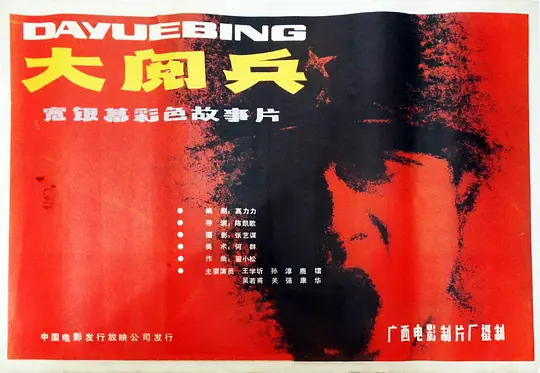 DAYUEBING
大阅兵
宽银幕彩色故事片
编 剧：高力力
导 演：陈凯歌
摄 影：张艺谋
美 术：何 群
作 曲：瞿小松
主要演员 王学圻 孙 淳 鹿 镭
吴若甫 关 强 康 华
中国电影发行放映公司发行
广西电影制片厂摄制